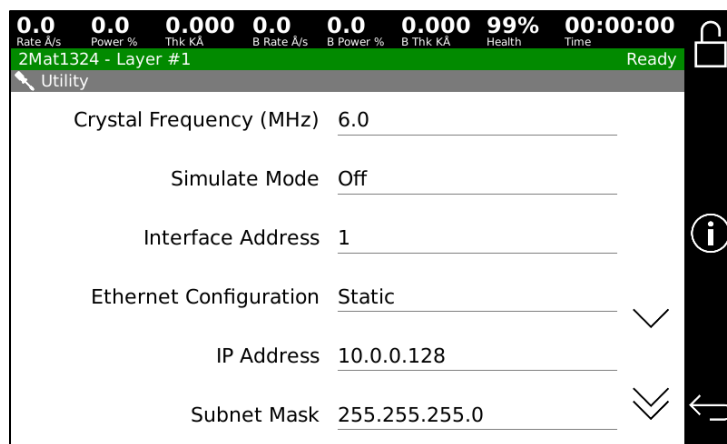 0.0 0.0 0.000 0.0 0.0 0.000 99% 00:00:00
Rate Å/s Power % Thk KÅ B Rate Å/s B Power % B Thk KÅ Health Time
2Mat1324 - Layer #1 Ready
Utility
Crystal Frequency (MHz) 6.0
Simulate Mode Off
Interface Address 1
Ethernet Configuration Static
IP Address 10.0.0.128
Subnet Mask 255.255.255.0